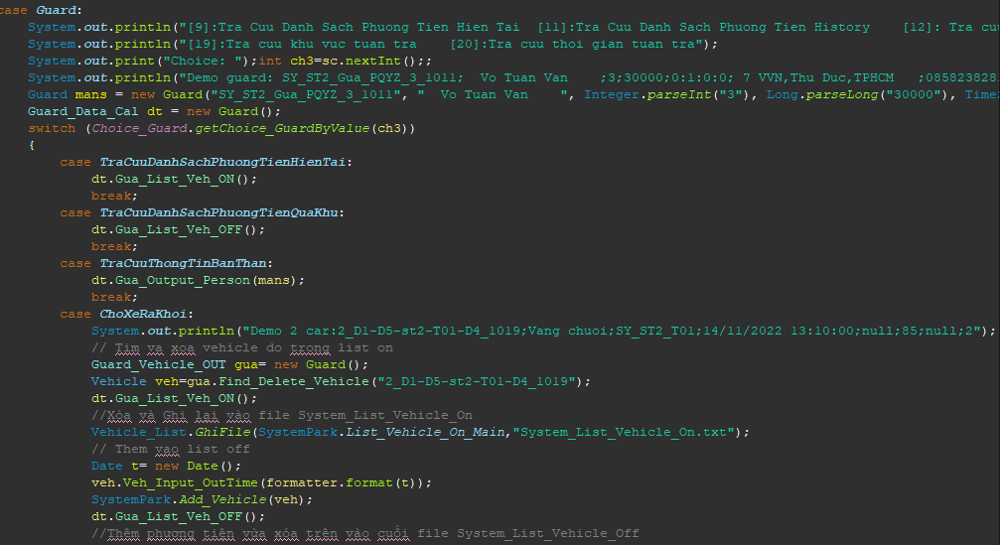 case Guard:
System.out.println("[9]:Tra Cuu Danh Sach Phuong Tien Hien Tai  [11]:Tra Cuu Danh Sach Phuong Tien History   [12]: Tra cuu
System.out.println("[19]:Tra cuu khu vuc tuan tra    [20]:Tra cuu thoi gian tuan tra");
System.out.print("Choice: ");int ch3=sc.nextInt();;
System.out.println("Demo guard: SY_ST2_Gua_PQYZ_3_1011;  Vo Tuan Van    ;3;30000;0:1:0:0; 7 VVN,Thu Duc,TPHCM   ;085823828
Guard mans = new Guard("SY_ST2_Gua_PQYZ_3_1011", "  Vo Tuan Van    ", Integer.parseInt("3"), Long.parseLong("30000"), Time
Guard_Data_Cal dt = new Guard();
switch (Choice_Guard.getChoice_GuardByValue(ch3))
{
case TraCuuDanhSachPhuongTienHienTai:
dt.Gua_List_Veh_ON();
break;
case TraCuuDanhSachPhuongTienQuaKhu:
dt.Gua_List_Veh_OFF();
break;
case TraCuuThongTinBanThan:
dt.Gua_Output_Person(mans);
break;
case ChoXeRaKhoi:
System.out.println("Demo 2 car:2_D1-D5-st2-T01-D4_1019;Vang chuoi;SY_ST2_T01;14/11/2022 13:10:00;null;85;null;2");
// Tim va xoa vehicle do trong list on
Guard_Vehicle_OUT gua= new Guard();
Vehicle veh=gua.Find_Delete_Vehicle("2_D1-D5-st2-T01-D4_1019");
dt.Gua_List_Veh_ON();
//Xóa và Ghi lại vào file System_List_Vehicle_On
Vehicle_List.GhiFile(SystemPark.List_Vehicle_On_Main,"System_List_Vehicle_On.txt");
// Them vao list off
Date t= new Date();
veh.Veh_Input_OutTime(formatter.format(t));
SystemPark.Add_Vehicle(veh);
dt.Gua_List_Veh_OFF();
//Thêm phương tiện vừa xóa trên vào cuối file System_List_Vehicle_Off